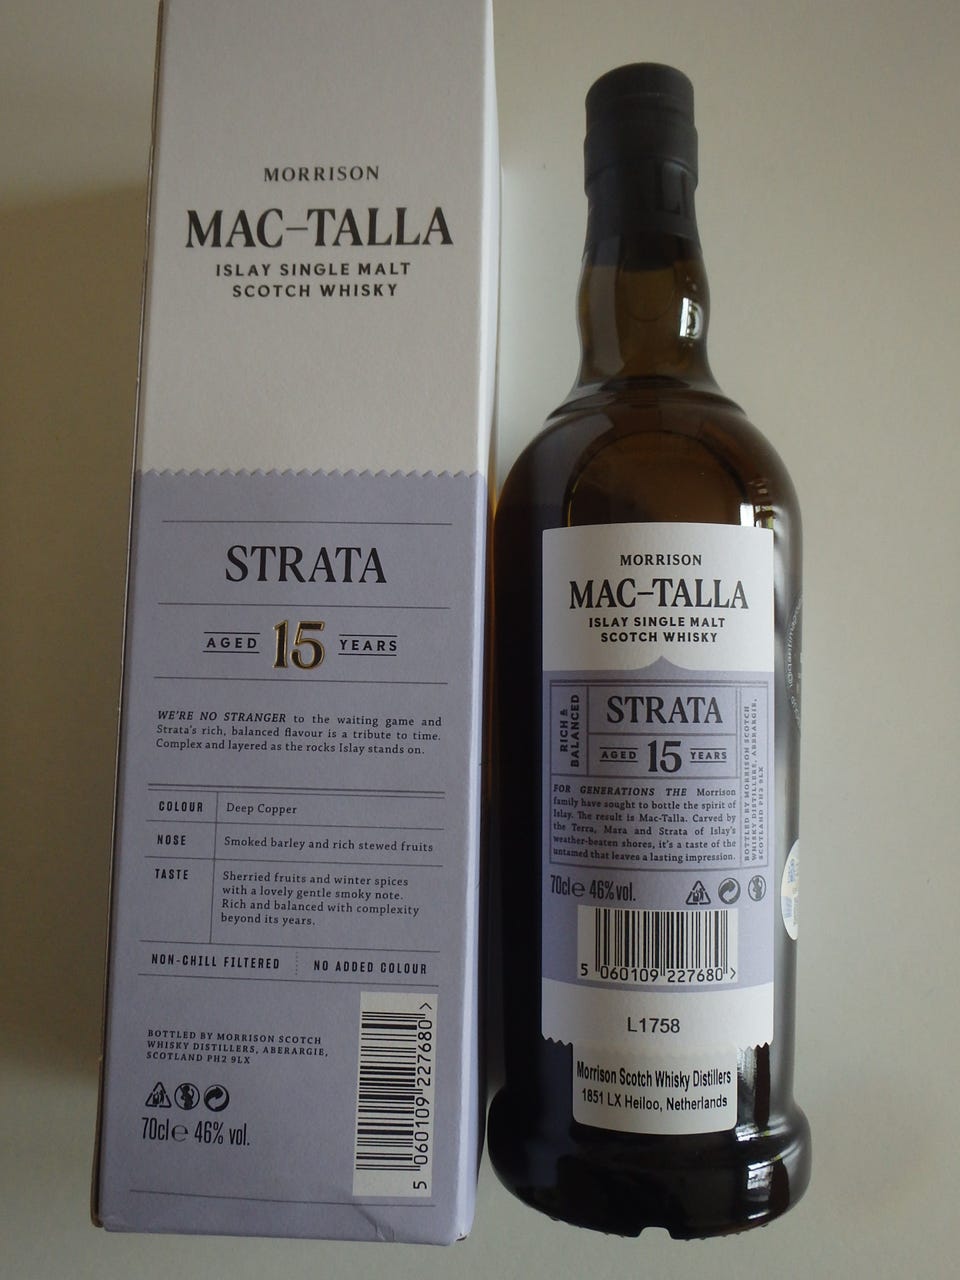 MORRISON
MAC–TALLA
ISLAY SINGLE MALT
SCOTCH WHISKY
STRATA
AGED 15 YEARS
WE'RE NO STRANGER to the waiting game and
Strata's rich, balanced flavour is a tribute to time.
Complex and layered as the rocks Islay stands on.
COLOUR Deep Copper
NOSE Smoked barley and rich stewed fruits
TASTE Sherried fruits and winter spices
with a lovely gentle smoky note.
Rich and balanced with complexity
beyond its years.
NON-CHILL FILTERED NO ADDED COLOUR
BOTTLED BY MORRISON SCOTCH
WHISKY DISTILLERS, ABERARGIE,
SCOTLAND PH2 9LX
70cl e 46% vol.
5 060109 227680 >
MORRISON
MAC–TALLA
ISLAY SINGLE MALT
SCOTCH WHISKY
RICH &
BALANCED
STRATA
AGED 15 YEARS
FOR GENERATIONS THE Morrison
family have sought to bottle the spirit of
Islay. The result is Mac-Talla. Carved by
the Terra, Mara and Strata of Islay's
weather-beaten shores, it's a taste of the
untamed that leaves a lasting impression.
BOTTLED BY MORRISON SCOTCH
WHISKY DISTILLERS, ABERARGIE,
SCOTLAND PH2 9LX
70cl e 46% vol.
5 060109 227680 >
L1758
Morrison Scotch Whisky Distillers
1851 LX Heiloo, Netherlands